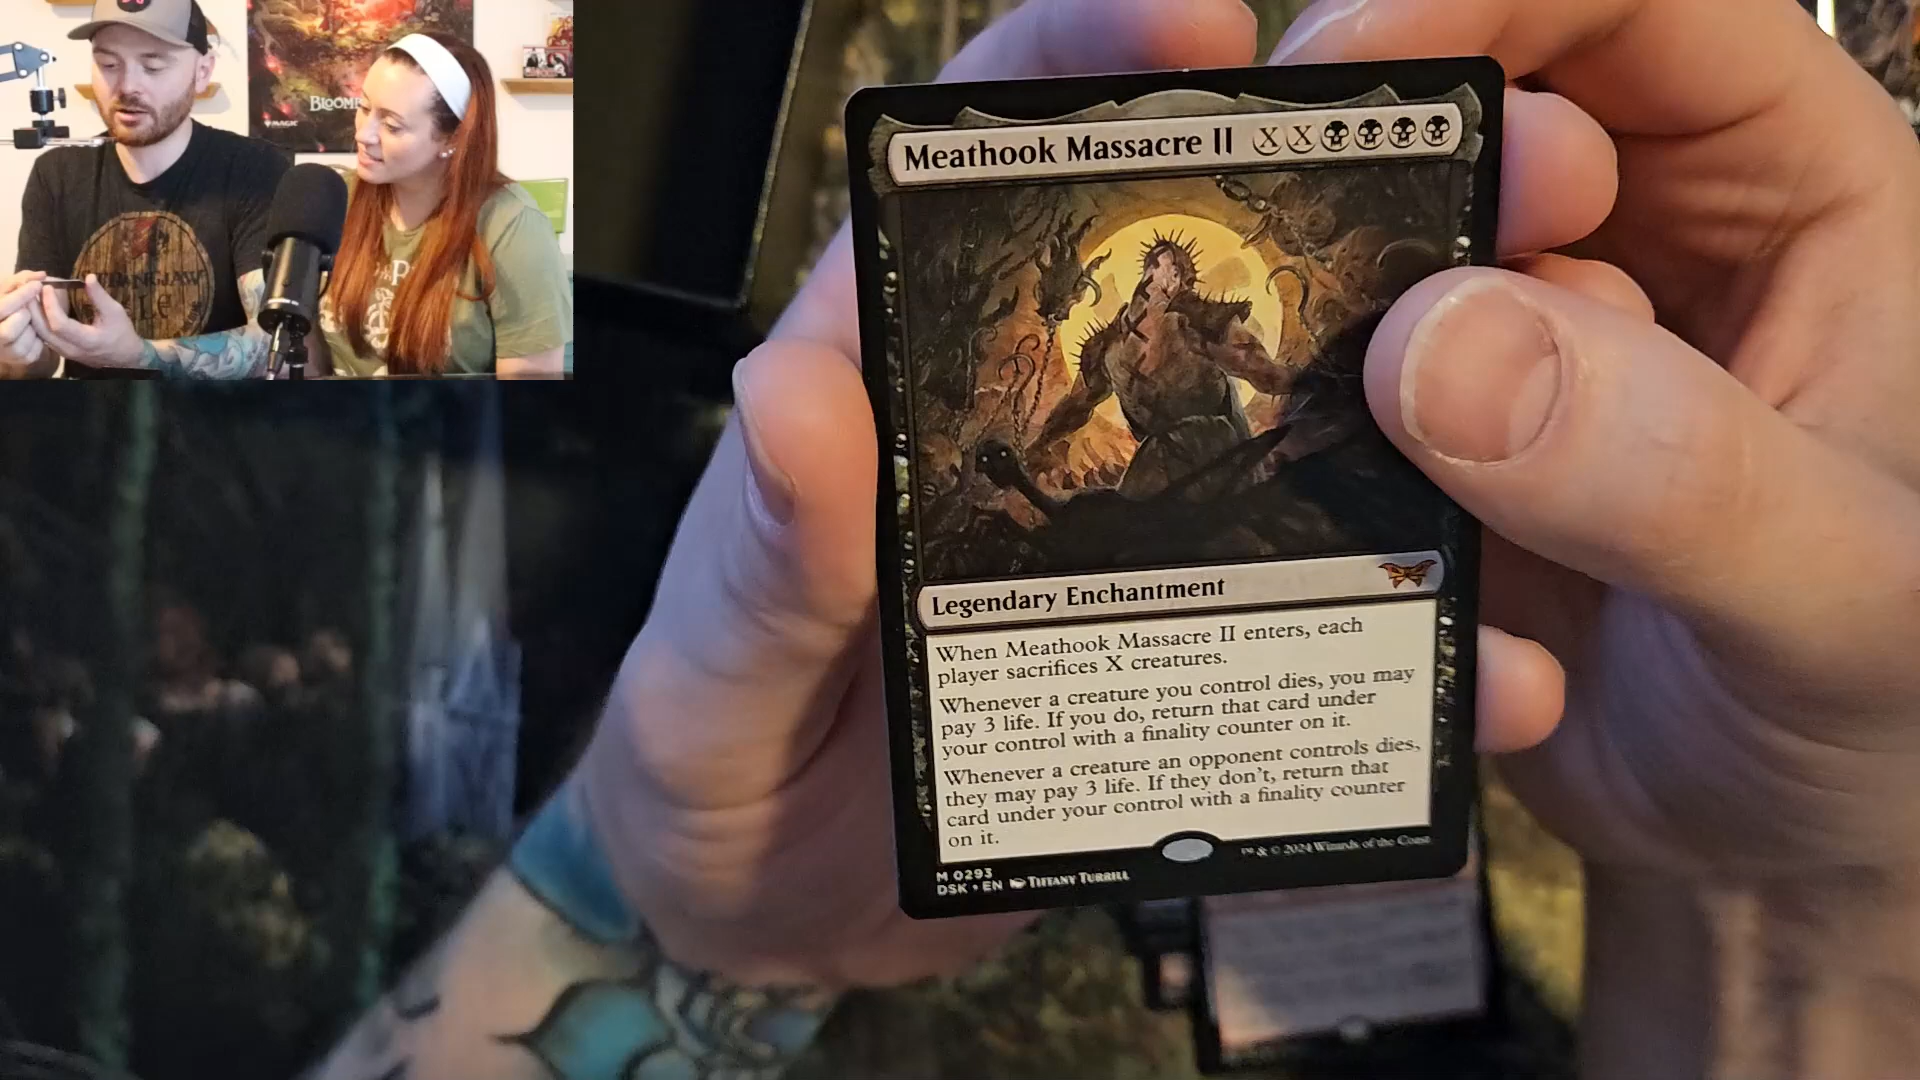 BLOOMB
MAGIC
Meathook Massacre II XX
Legendary Enchantment
When Meathook Massacre II enters, each
player sacrifices X creatures.
Whenever a creature you control dies, you may
pay 3 life. If you do, return that card under
your control with a finality counter on it.
Whenever a creature an opponent controls dies,
they may pay 3 life. If they don't, return that
card under your control with a finality counter
on it.
M 0293
DSK • EN TIFFANY TURRILL
™ & © 2024 Wizards of the Coast